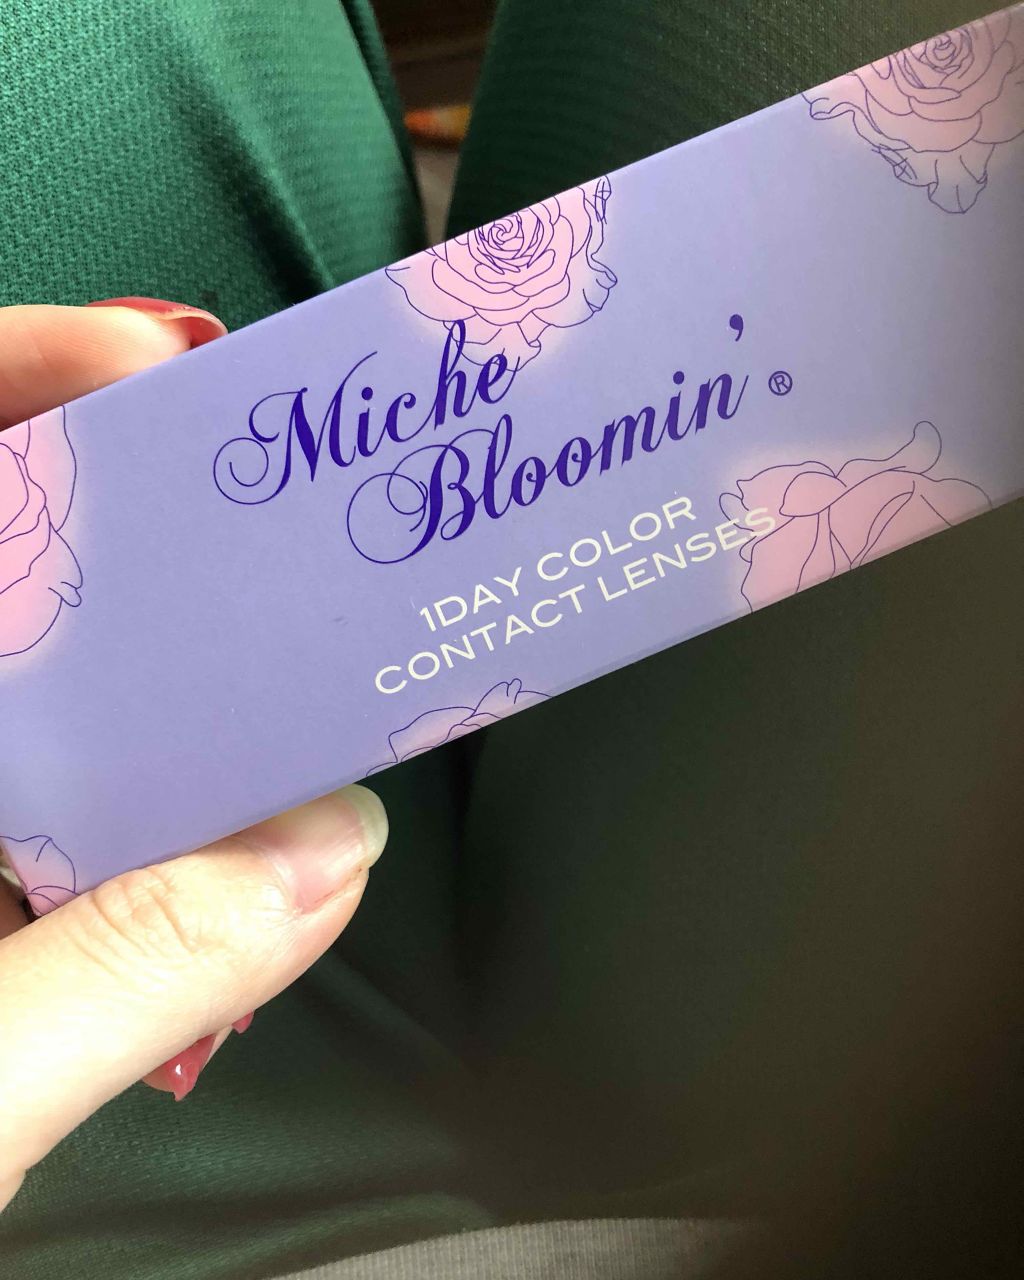 Miche
Bloomin'®
1DAY COLOR
CONTACT LENSES